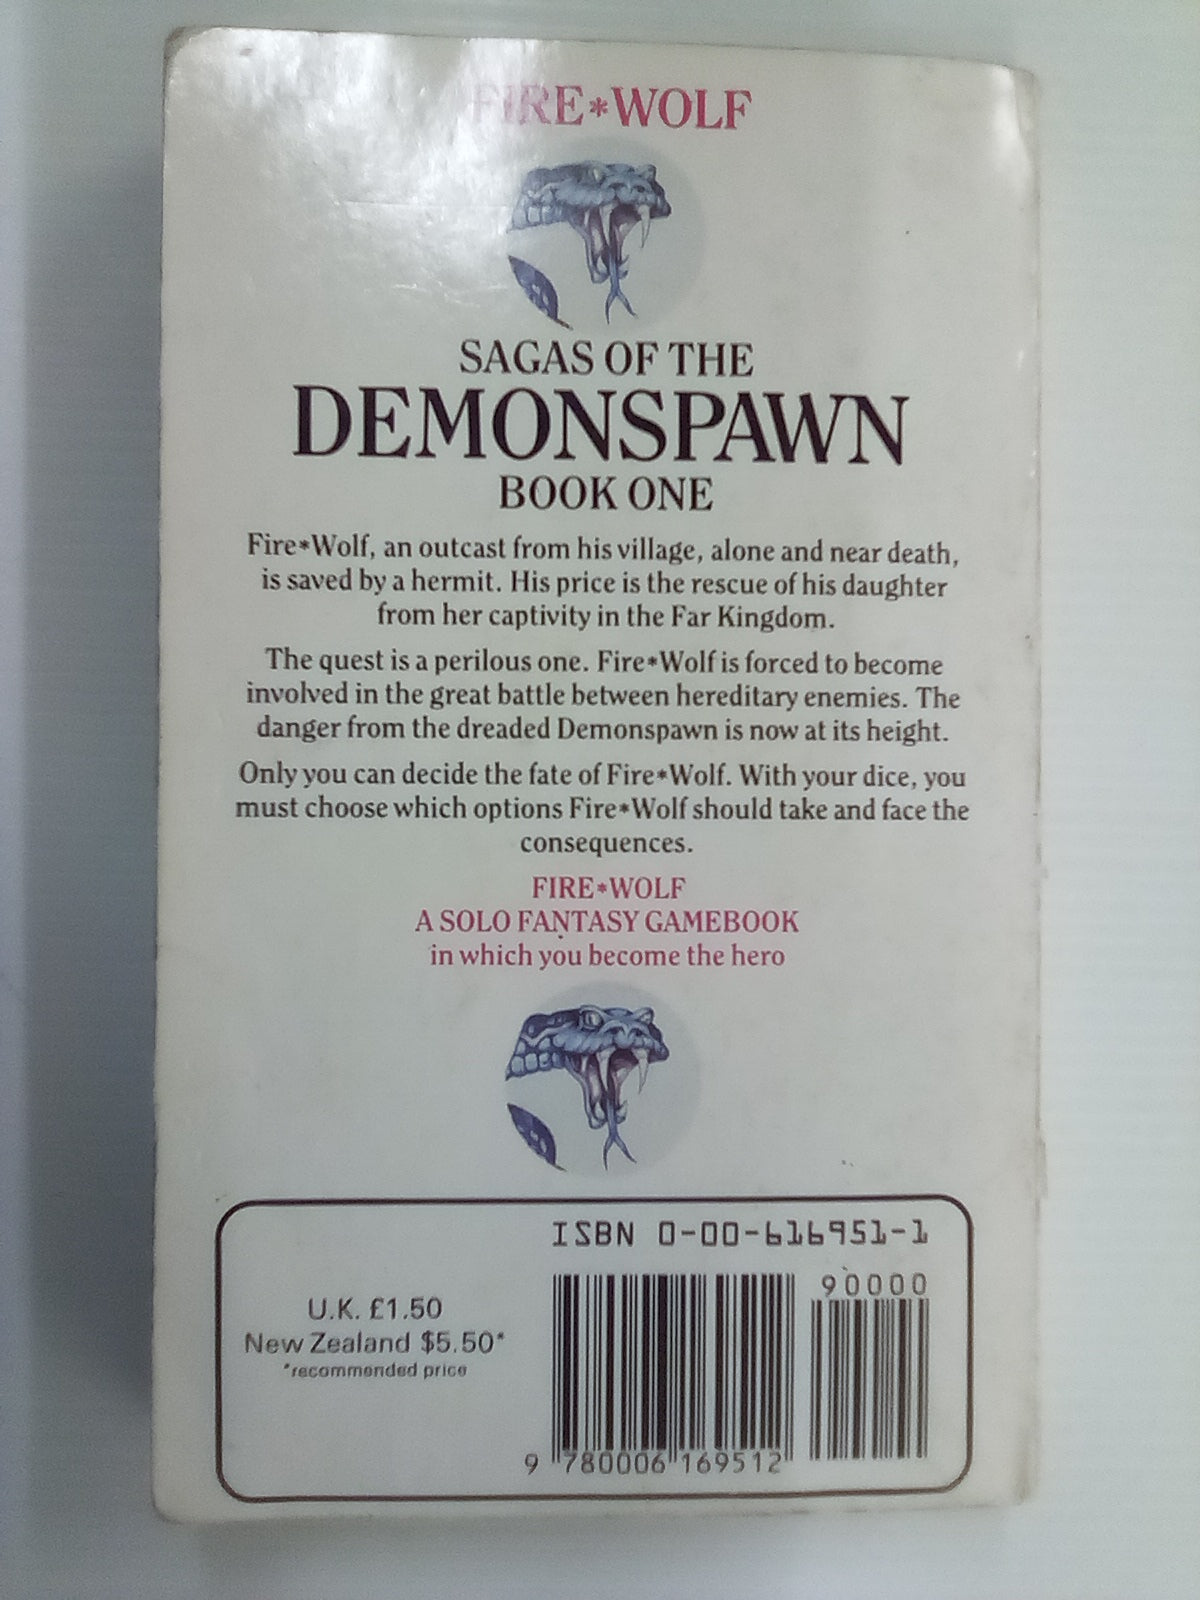 FIRE*WOLF
SAGAS OF THE
DEMONSPAWN
BOOK ONE
Fire*Wolf, an outcast from his village, alone and near death,
is saved by a hermit. His price is the rescue of his daughter
from her captivity in the Far Kingdom.
The quest is a perilous one. Fire*Wolf is forced to become
involved in the great battle between hereditary enemies. The
danger from the dreaded Demonspawn is now at its height.
Only you can decide the fate of Fire*Wolf. With your dice, you
must choose which options Fire*Wolf should take and face the
consequences.
FIRE*WOLF
A SOLO FANTASY GAMEBOOK
in which you become the hero
ISBN 0-00-616951-1
90000
U.K. £1.50
New Zealand $5.50*
*recommended price
9 780006 169512